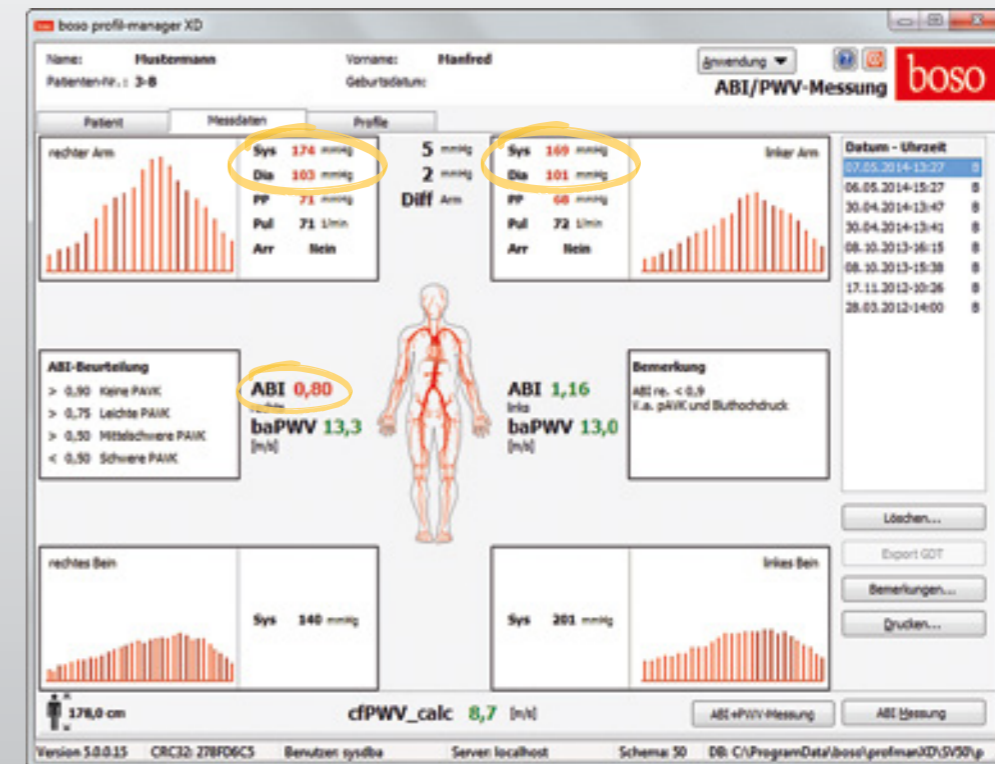 boso profil-manager XD
Name: Mustermann Vorname: Manfred Anwendung
Patienten-Nr.: 3-8 Geburtsdatum: ABI/PWV-Messung boso
Patient Messdaten Profile
rechter Arm
Sys 174 mmHg
Dia 103 mmHg
PP 71 mmHg
Pul 71 1/min
Arr Nein
5 mmHg
2 mmHg
Diff Arm
Sys 169 mmHg
Dia 101 mmHg
PP 68 mmHg
Pul 72 1/min
Arr Nein
linker Arm
Datum - Uhrzeit
07.05.2014-13:27 B
06.05.2014-15:27 B
30.04.2014-13:47 B
30.04.2014-13:41 B
08.10.2013-16:15 B
08.10.2013-15:38 B
17.11.2012-10:26 B
28.03.2012-14:00 B
ABI-Beurteilung
> 0,90 Keine PAVK
> 0,75 Leichte PAVK
> 0,50 Mittelschwere PAVK
< 0,50 Schwere PAVK
ABI 0,80
rechts
baPWV 13,3
[m/s]
ABI 1,16
links
baPWV 13,0
[m/s]
Bemerkung
ABI re. < 0,9
V.a. pAVK und Bluthochdruck
Löschen...
Export GDT
Bemerkungen...
Drucken...
rechtes Bein
Sys 140 mmHg
Sys 201 mmHg
linkes Bein
178,0 cm cfPWV_calc 8,7 [m/s] ABI+PWV-Messung ABI Messung
Version 5.0.0.15 CRC32: 278FD6C5 Benutzer: sysdba Server: localhost Schema: 50 DB: C:\ProgramData\boso\profmanXD\SV50\p